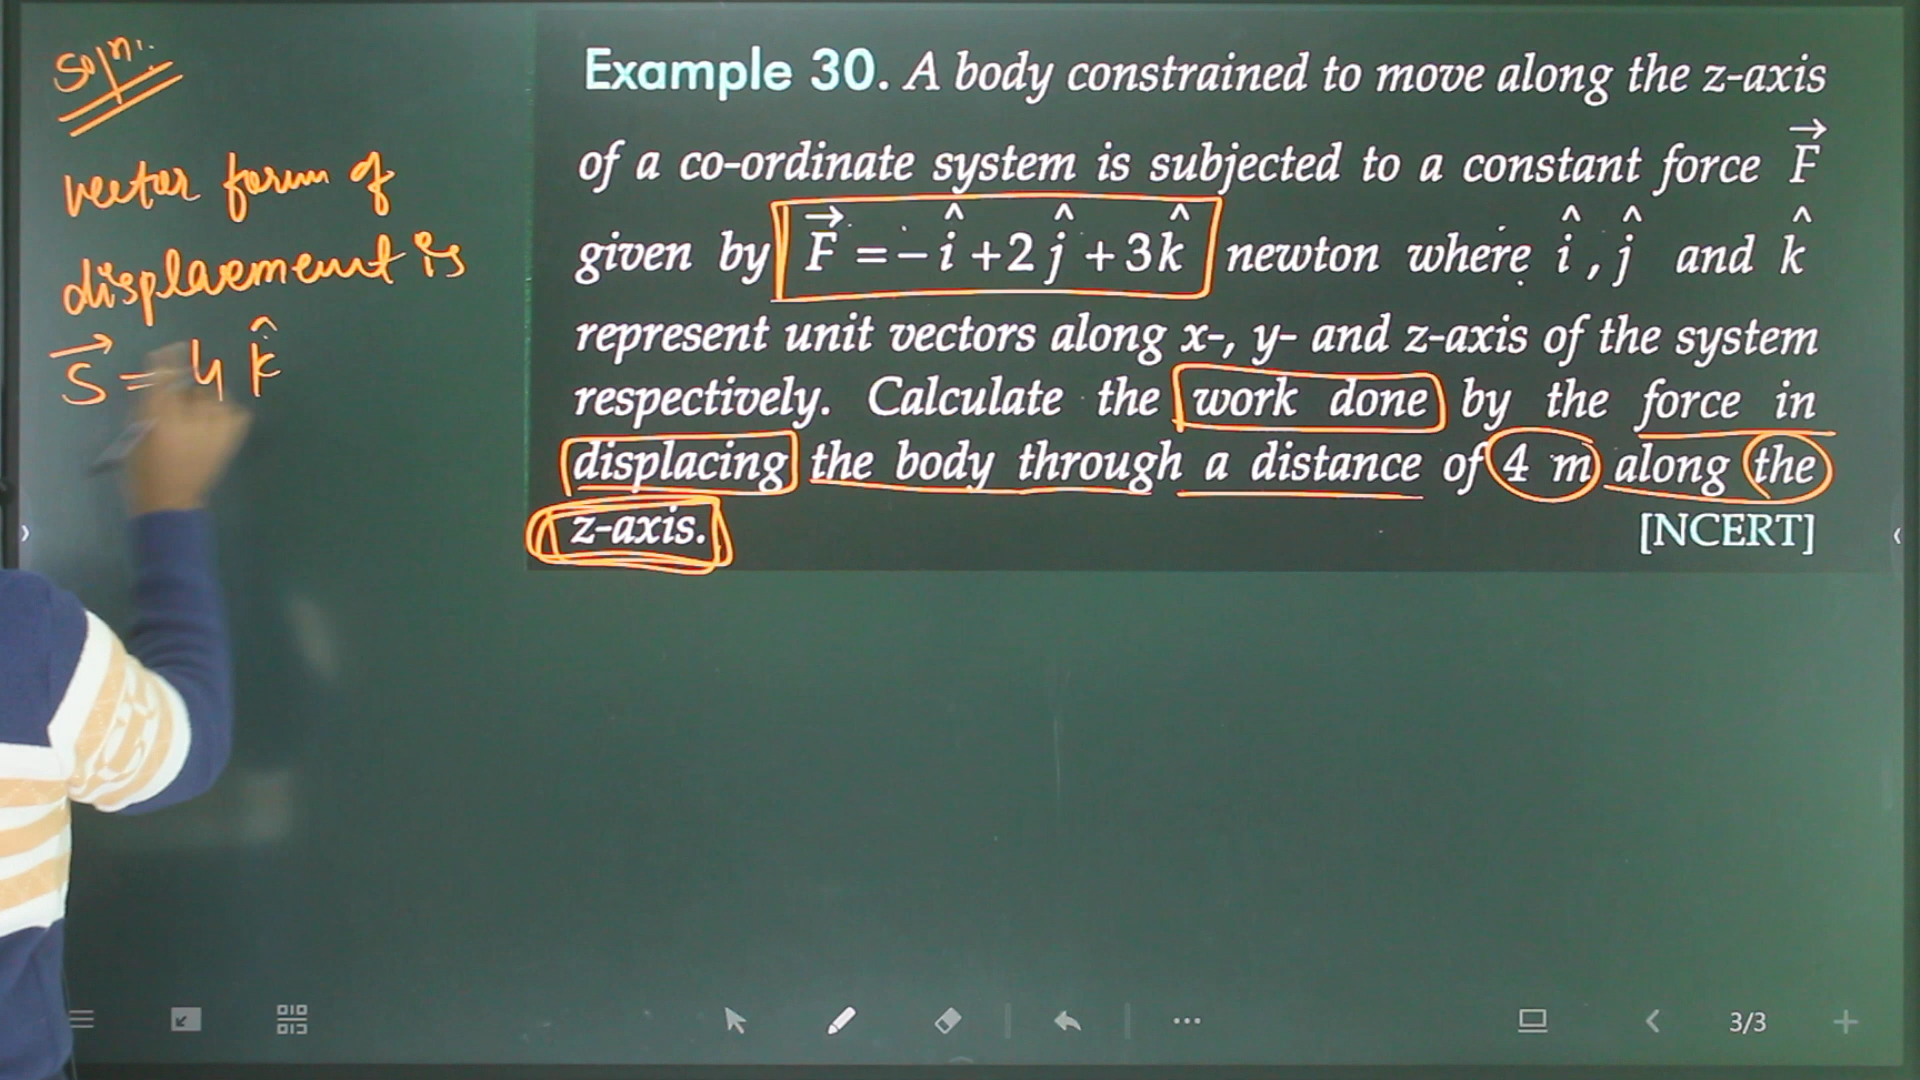 Soln:
vector form of
displacement is
S⃗ = 4 k̂
Example 30. A body constrained to move along the z-axis
of a co-ordinate system is subjected to a constant force F⃗
given by F⃗ = − î + 2 ĵ + 3 k̂ newton where î , ĵ and k̂
represent unit vectors along x-, y- and z-axis of the system
respectively. Calculate the work done by the force in
displacing the body through a distance of 4 m along the
z-axis. [NCERT]
3/3